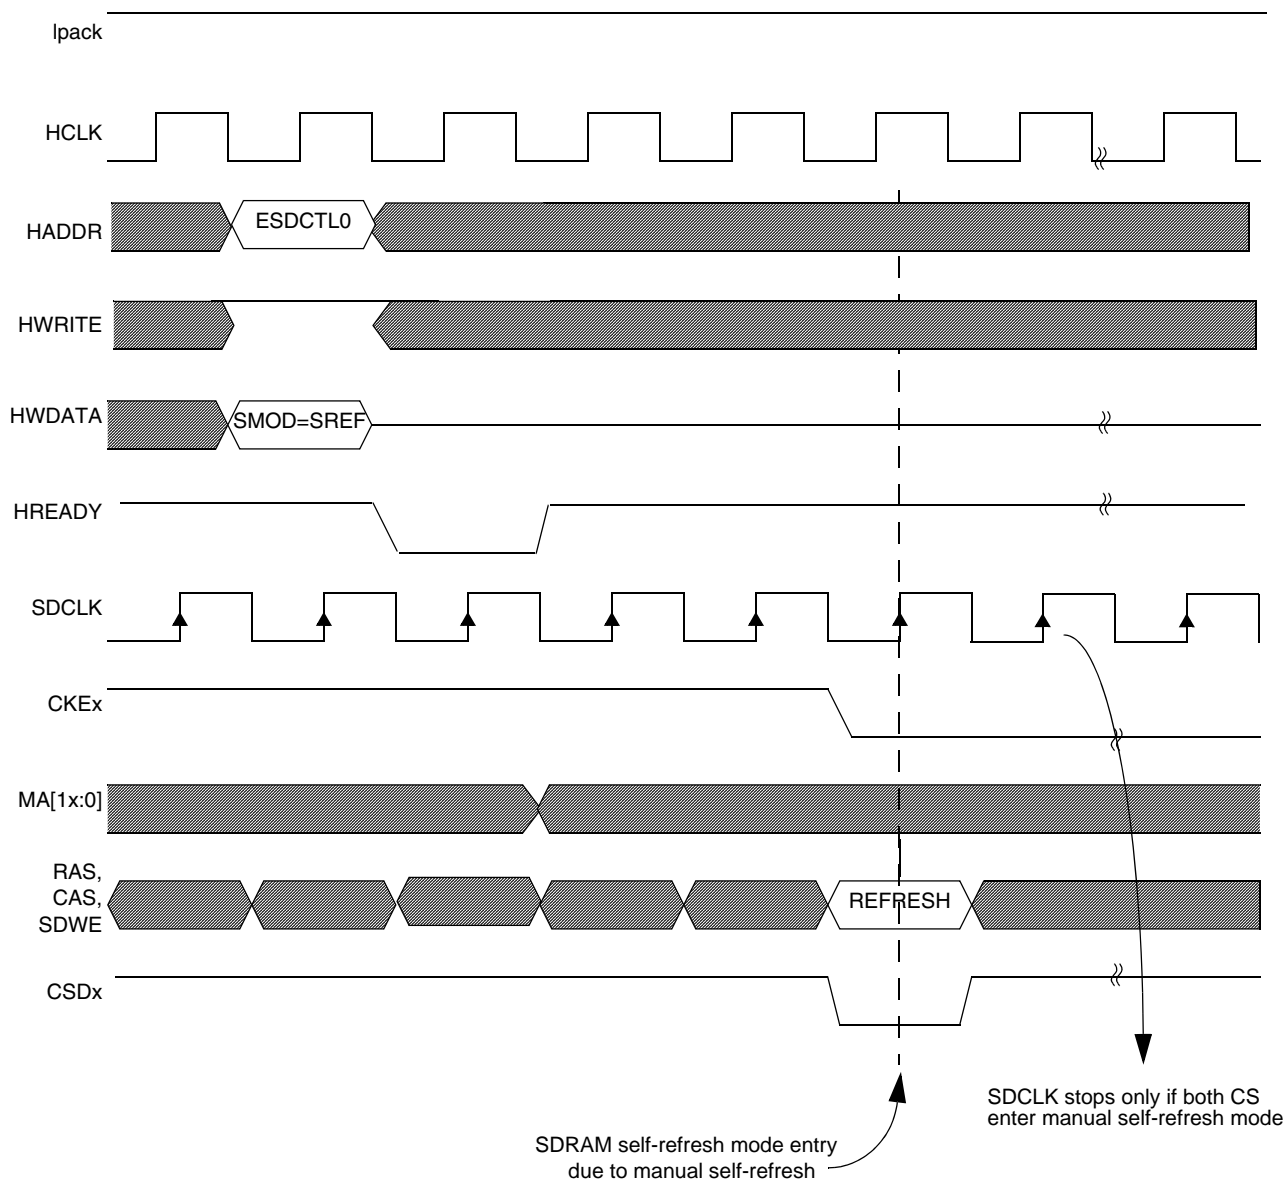 lpack
HCLK
HADDR
ESDCTL0
HWRITE
HWDATA
SMOD=SREF
HREADY
SDCLK
CKEx
MA[1x:0]
RAS,
CAS,
SDWE
REFRESH
CSDx
SDCLK stops only if both CS
enter manual self-refresh mode
SDRAM self-refresh mode entry
due to manual self-refresh